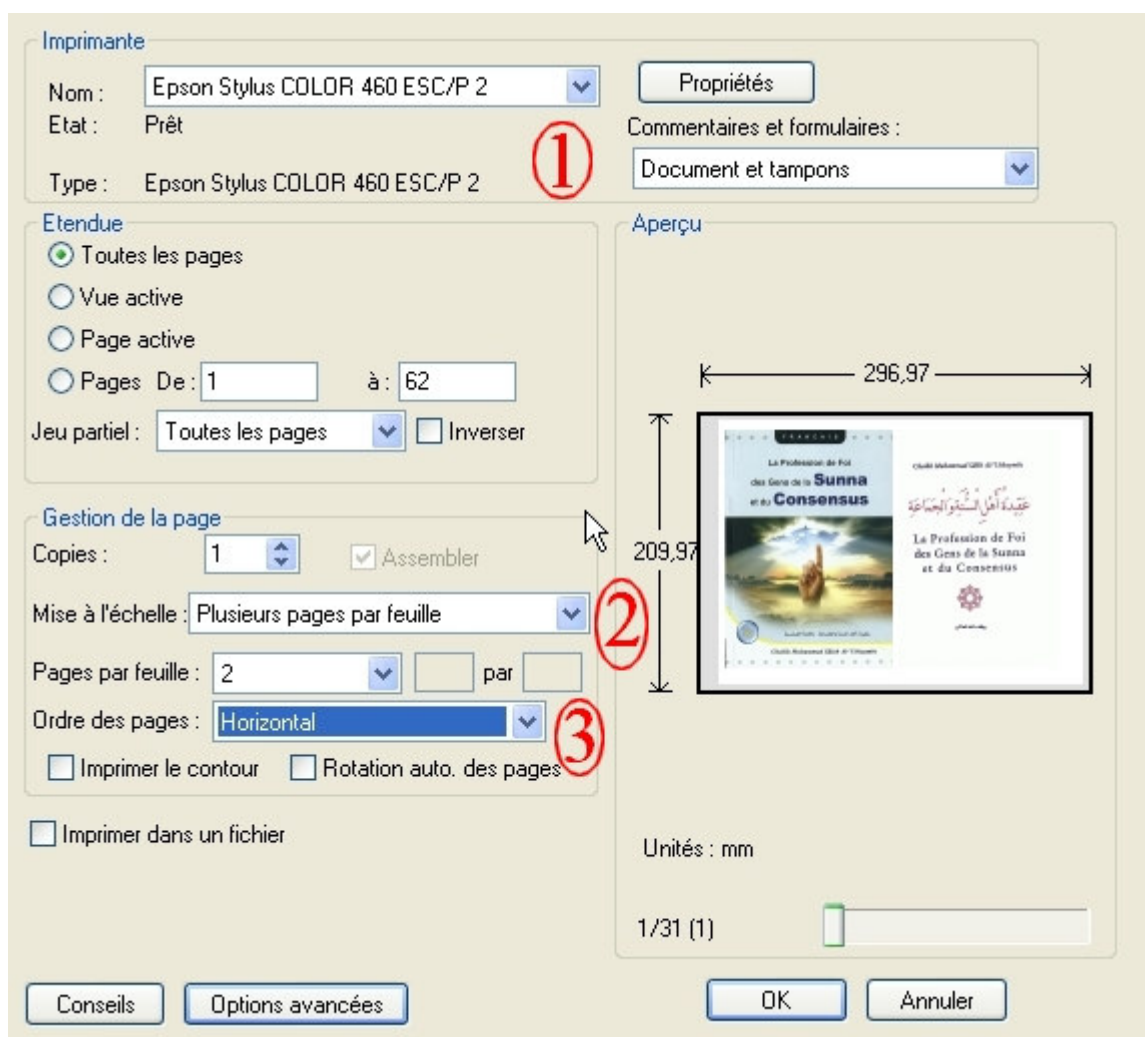 Imprimante
Nom : Epson Stylus COLOR 460 ESC/P 2 Propriétés
Etat : Prêt Commentaires et formulaires :
① Document et tampons
Type : Epson Stylus COLOR 460 ESC/P 2
Etendue
Toutes les pages
Vue active
Page active
Pages De : 1 à : 62
Jeu partiel : Toutes les pages Inverser
Gestion de la page
Copies : 1 Assembler
Mise à l'échelle : Plusieurs pages par feuille ②
Pages par feuille : 2 par
Ordre des pages : Horizontal ③
Imprimer le contour Rotation auto. des pages
Imprimer dans un fichier
Aperçu
296,97
209,97
FRANÇAIS
La Profession de Foi
des Gens de la Sunna
et du Consensus
عقيدة أهل السنة والجماعة
La Profession de Foi
des Gens de la Sunna
et du Consensus
Unités : mm
1/31 (1)
Conseils Options avancées OK Annuler